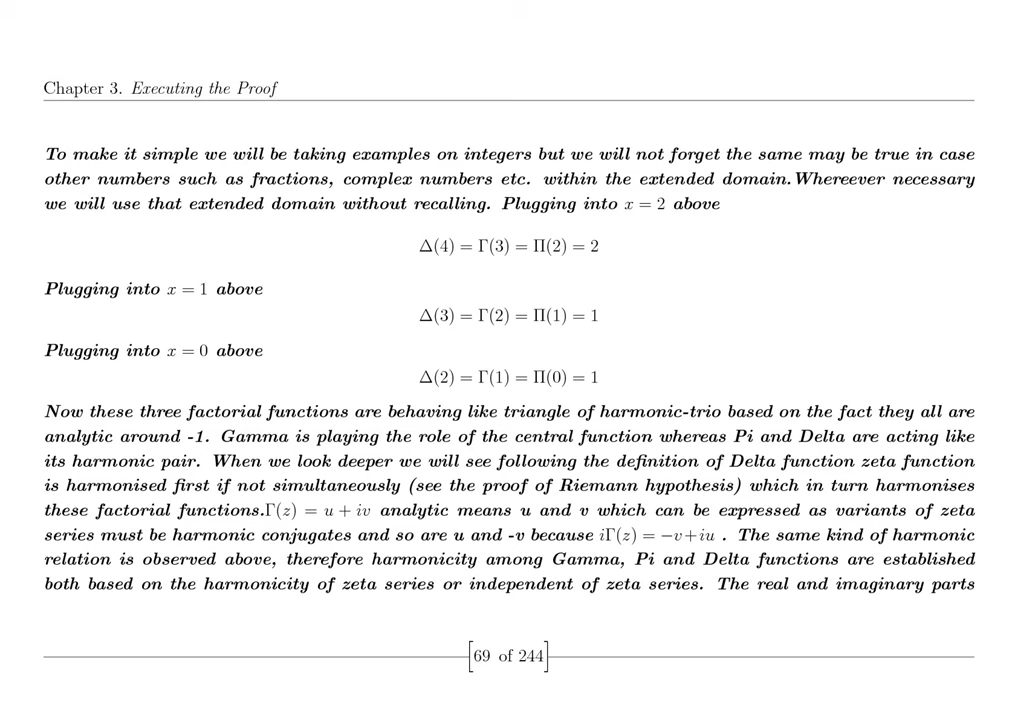 Chapter 3. Executing the Proof
To make it simple we will be taking examples on integers but we will not forget the same may be true in case
other numbers such as fractions, complex numbers etc. within the extended domain.Whereever necessary
we will use that extended domain without recalling. Plugging into x = 2 above
Δ(4) = Γ(3) = Π(2) = 2
Plugging into x = 1 above
Δ(3) = Γ(2) = Π(1) = 1
Plugging into x = 0 above
Δ(2) = Γ(1) = Π(0) = 1
Now these three factorial functions are behaving like triangle of harmonic-trio based on the fact they all are
analytic around -1. Gamma is playing the role of the central function whereas Pi and Delta are acting like
its harmonic pair. When we look deeper we will see following the definition of Delta function zeta function
is harmonised first if not simultaneously (see the proof of Riemann hypothesis) which in turn harmonises
these factorial functions.Γ(z) = u + iv analytic means u and v which can be expressed as variants of zeta
series must be harmonic conjugates and so are u and -v because iΓ(z) = −v+iu . The same kind of harmonic
relation is observed above, therefore harmonicity among Gamma, Pi and Delta functions are established
both based on the harmonicity of zeta series or independent of zeta series. The real and imaginary parts
[69 of 244]